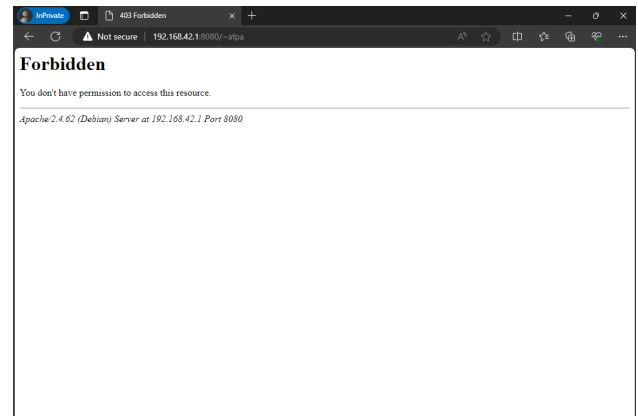 InPrivate
403 Forbidden
Not secure
192.168.42.1:8080/~afpa
Forbidden
You don't have permission to access this resource.
Apache/2.4.62 (Debian) Server at 192.168.42.1 Port 8080